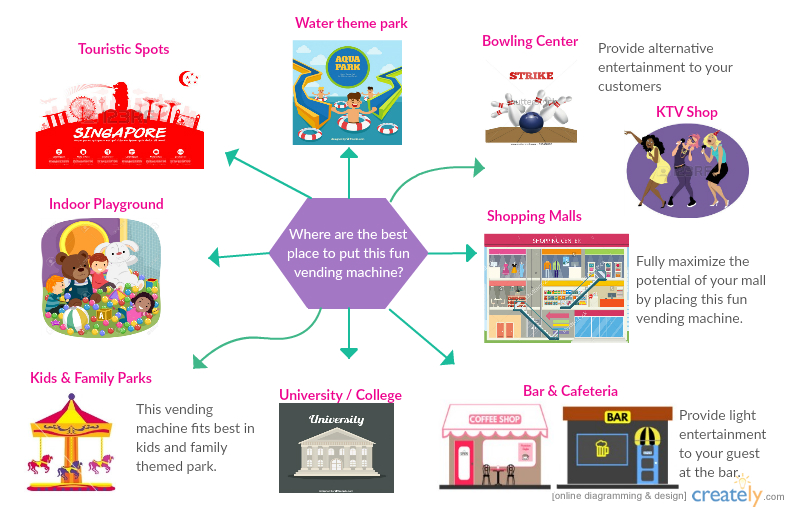 Water theme park
Touristic Spots
Bowling Center
Provide alternative
entertainment to your
customers
AQUA
PARK
STRIKE
KTV Shop
SINGAPORE
Indoor Playground
Shopping Malls
Where are the best
place to put this fun
vending machine?
SHOPPING CENTER
Fully maximize the
potential of your mall
by placing this fun
vending machine.
Kids & Family Parks
University / College
Bar & Cafeteria
This vending
machine fits best in
kids and family
themed park.
University
COFFEE SHOP
BAR
Provide light
entertainment
to your guest
at the bar.
[online diagramming & design] creately.com